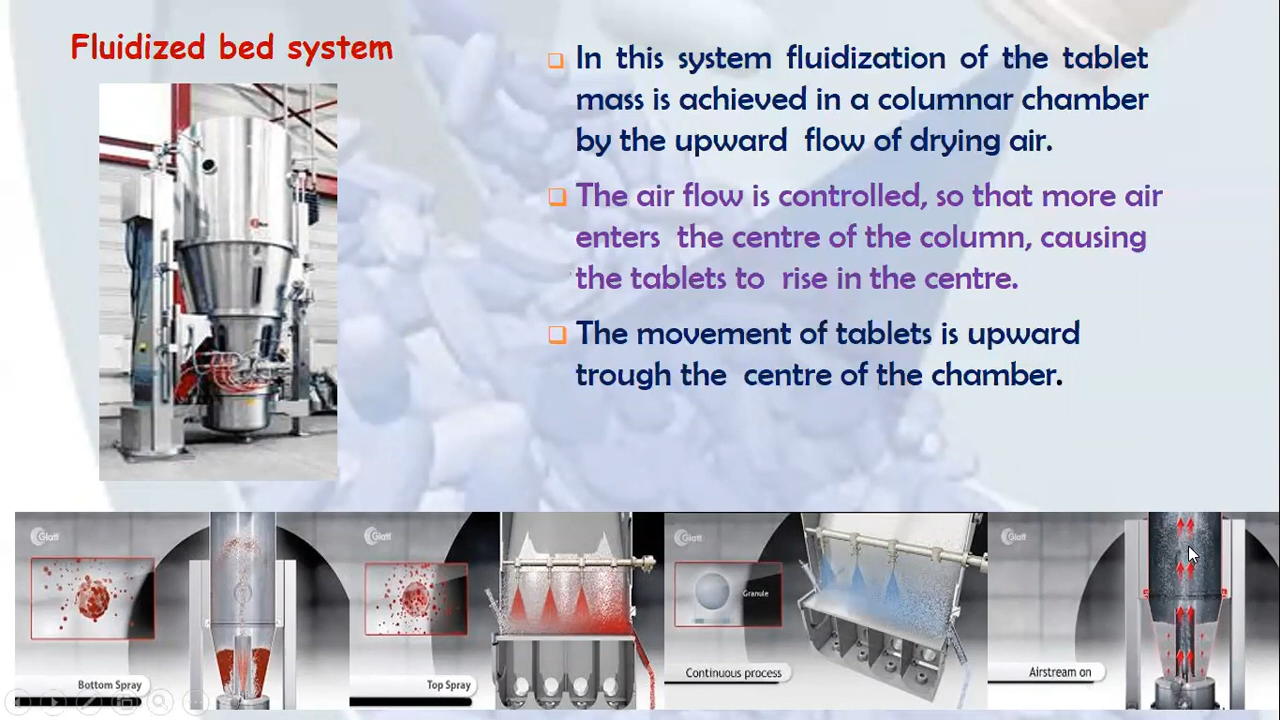 Fluidized bed system
In this system fluidization of the tablet
mass is achieved in a columnar chamber
by the upward flow of drying air.
The air flow is controlled, so that more air
enters the centre of the column, causing
the tablets to rise in the centre.
The movement of tablets is upward
trough the centre of the chamber.
Glatt
Bottom Spray
Glatt
Top Spray
Glatt
Granule
Continuous process
Glatt
Airstream on